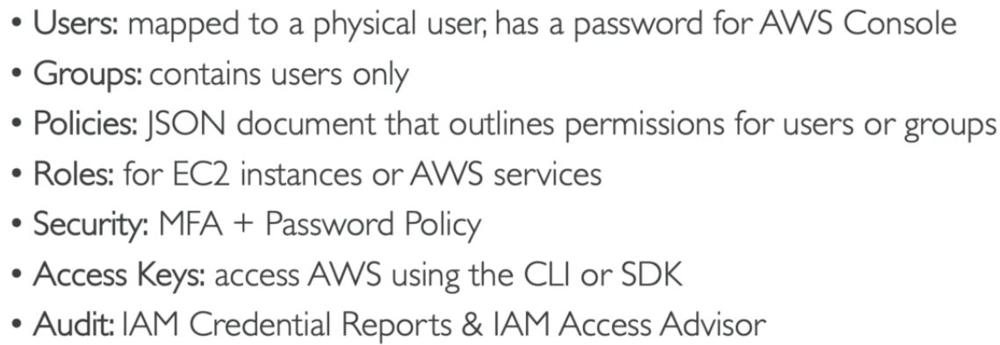 • Users: mapped to a physical user, has a password for AWS Console
• Groups: contains users only
• Policies: JSON document that outlines permissions for users or groups
• Roles: for EC2 instances or AWS services
• Security: MFA + Password Policy
• Access Keys: access AWS using the CLI or SDK
• Audit: IAM Credential Reports & IAM Access Advisor